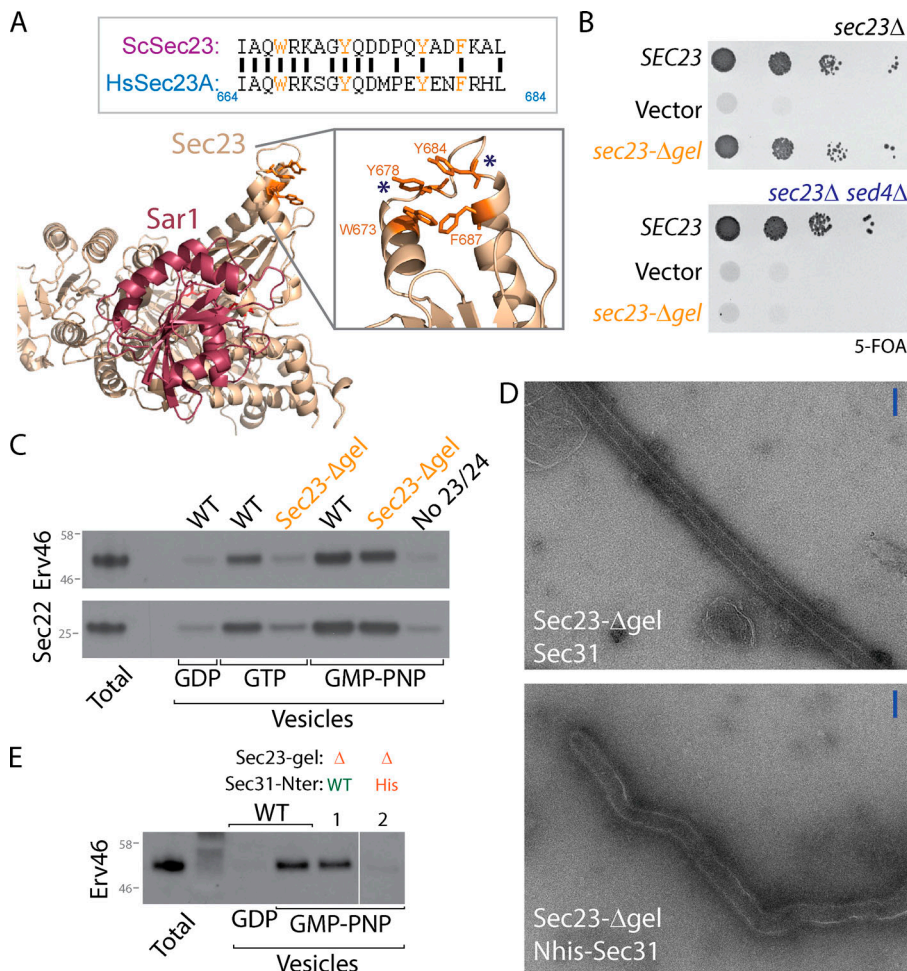 A
ScSec23: IAQWRKAGYQDDPQYADFKAL
HsSec23A: IAQWRKSGYQDMPEYENFRHL
664 684
Sec23
Sar1
Y684
*
Y678
*
W673
F687
B
sec23Δ
SEC23
Vector
sec23-Δgel
sec23Δ sed4Δ
SEC23
Vector
sec23-Δgel
5-FOA
C
WT WT Sec23-Δgel WT Sec23-Δgel No 23/24
Erv46
58
46
Sec22
25
Total
GDP GTP GMP-PNP
Vesicles
D
Sec23-Δgel
Sec31
Sec23-Δgel
Nhis-Sec31
E
Sec23-gel: Δ Δ
Sec31-Nter: WT His
WT 1 2
Erv46
58
46
Total
GDP GMP-PNP
Vesicles